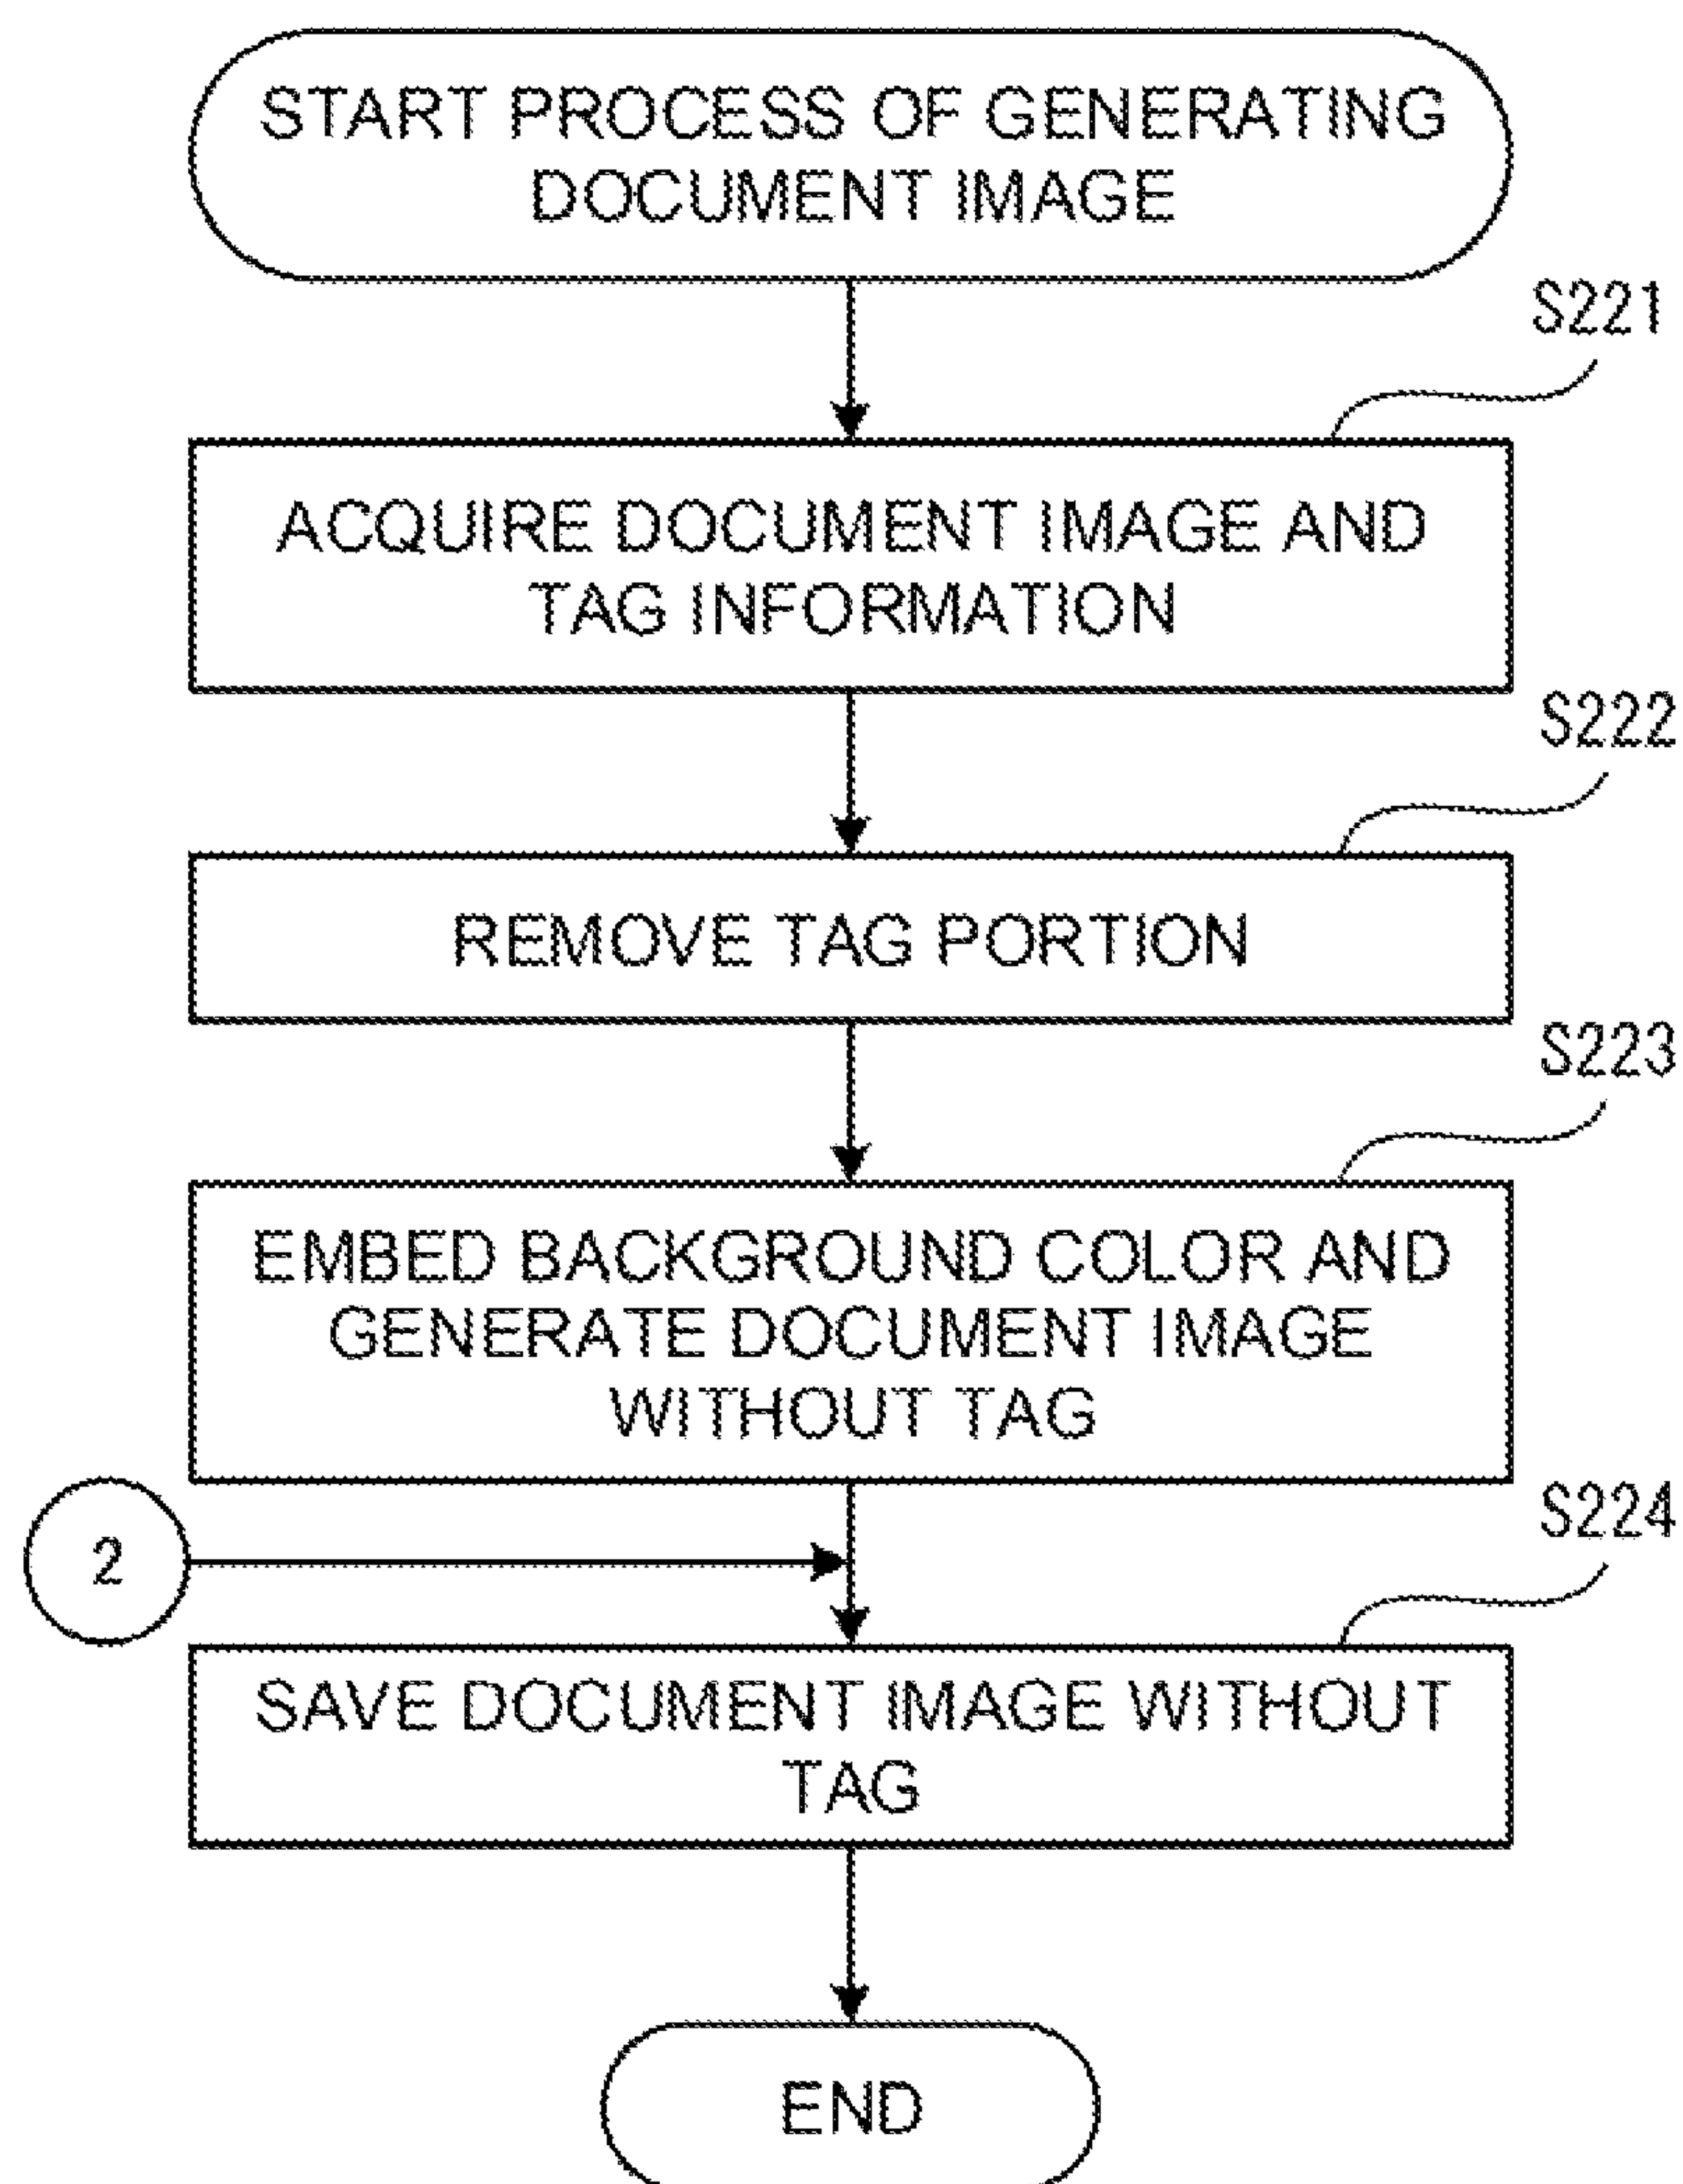 START PROCESS OF GENERATING
DOCUMENT IMAGE
S221
ACQUIRE DOCUMENT IMAGE AND
TAG INFORMATION
S222
REMOVE TAG PORTION
S223
EMBED BACKGROUND COLOR AND
GENERATE DOCUMENT IMAGE
WITHOUT TAG
2
S224
SAVE DOCUMENT IMAGE WITHOUT
TAG
END